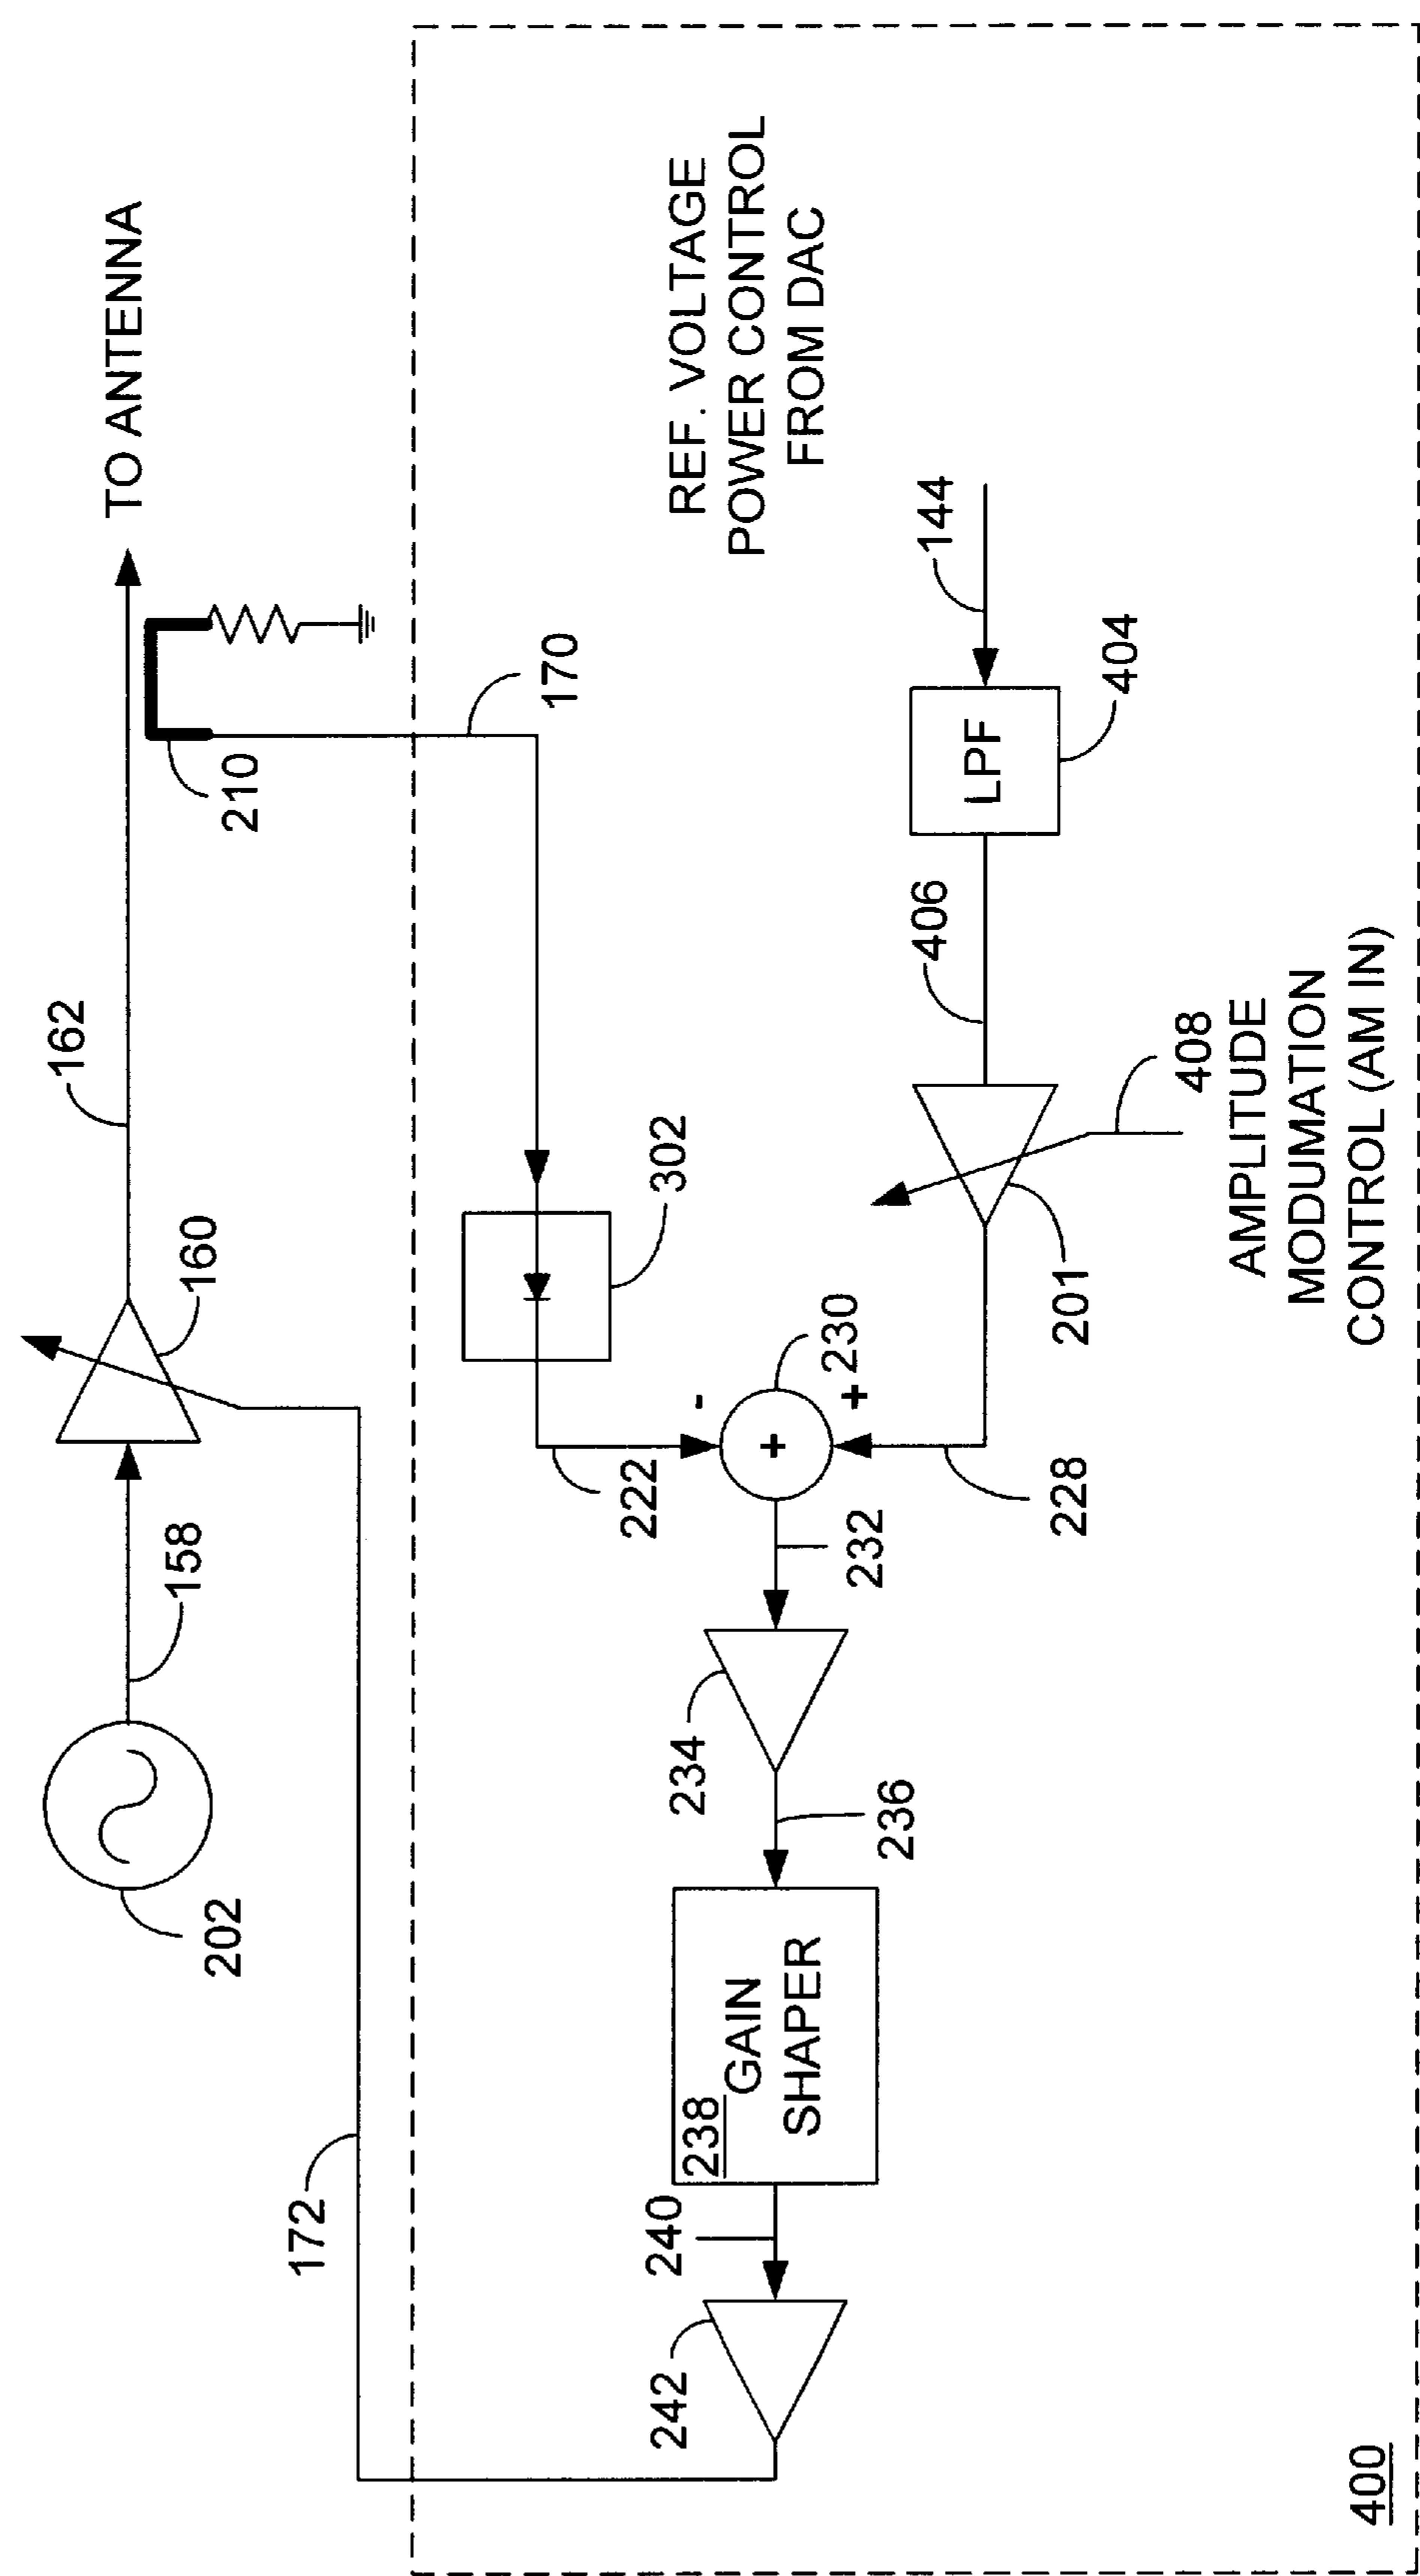 202
158
160
162
TO ANTENNA
210
172
170
302
REF. VOLTAGE
POWER CONTROL
FROM DAC
222
-
+
230
+
228
232
234
236
238
GAIN
SHAPER
240
242
144
LPF
404
406
201
408
AMPLITUDE
MODUMATION
CONTROL (AM IN)
400